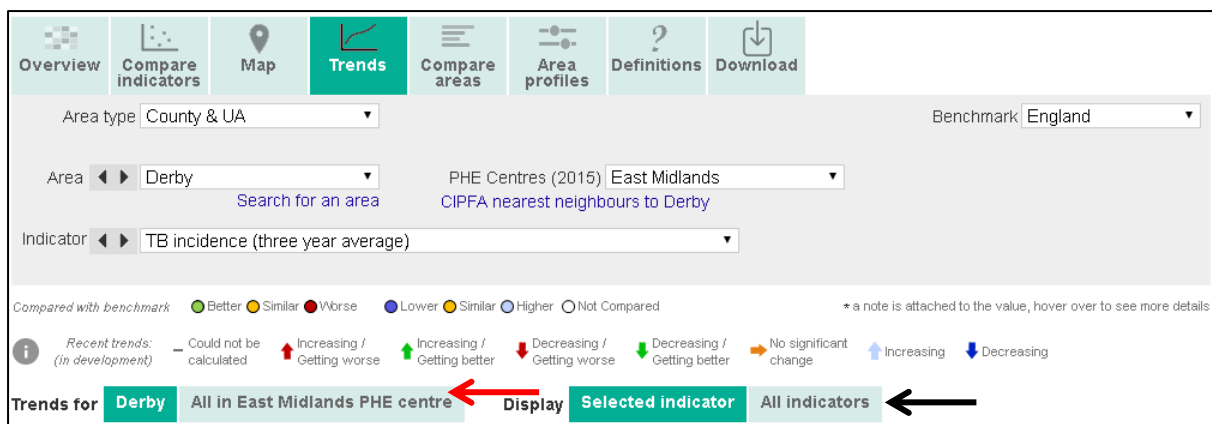 Overview Compare indicators Map Trends Compare areas Area profiles Definitions Download
Area type County & UA Benchmark England
Area Derby PHE Centres (2015) East Midlands
Search for an area CIPFA nearest neighbours to Derby
Indicator TB incidence (three year average)
Compared with benchmark Better Similar Worse Lower Similar Higher Not Compared * a note is attached to the value, hover over to see more details
Recent trends: (in development) – Could not be calculated Increasing / Getting worse Increasing / Getting better Decreasing / Getting worse Decreasing / Getting better No significant change Increasing Decreasing
Trends for Derby All in East Midlands PHE centre Display Selected indicator All indicators